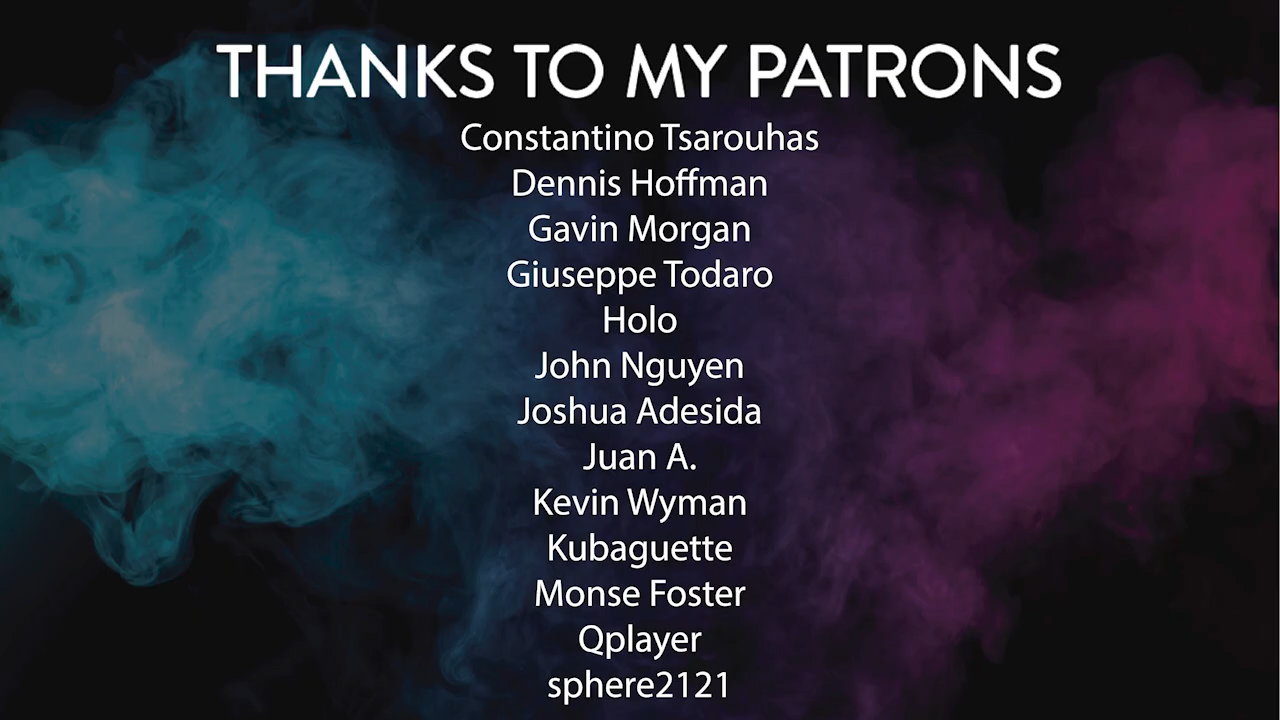 THANKS TO MY PATRONS
Constantino Tsarouhas
Dennis Hoffman
Gavin Morgan
Giuseppe Todaro
Holo
John Nguyen
Joshua Adesida
Juan A.
Kevin Wyman
Kubaguette
Monse Foster
Qplayer
sphere2121